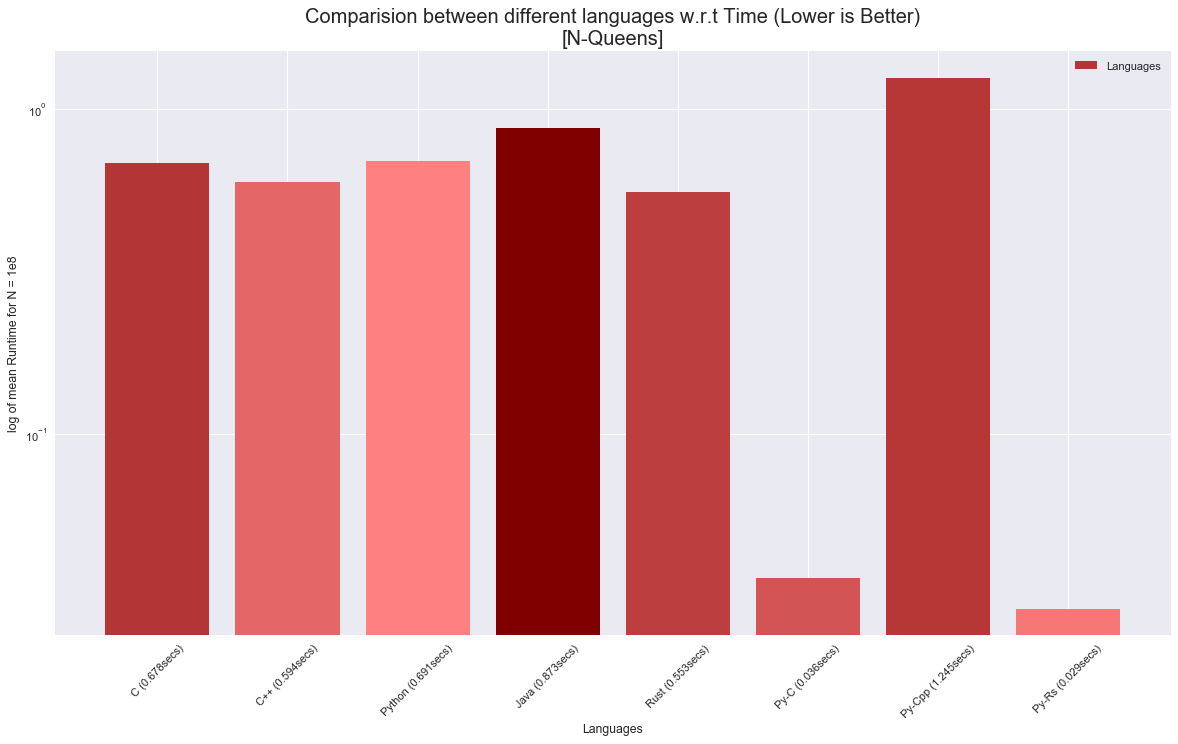 Comparision between different languages w.r.t Time (Lower is Better)
[N-Queens]
Languages
10⁰
10⁻¹
log of mean Runtime for N = 1e8
C (0.678secs)
C++ (0.594secs)
Python (0.691secs)
Java (0.873secs)
Rust (0.553secs)
Py-C (0.036secs)
Py-Cpp (1.245secs)
Py-Rs (0.029secs)
Languages